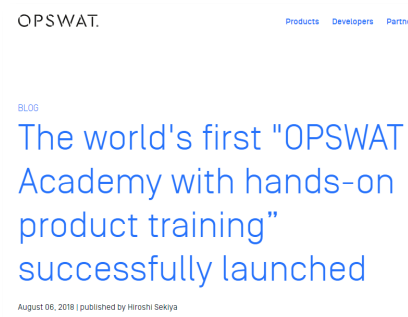 OPSWAT.
Products Developers
BLOG
The world's first "OPSWAT
Academy with hands-on
product training”
successfully launched
August 06, 2018 | published by Hiroshi Sekiya